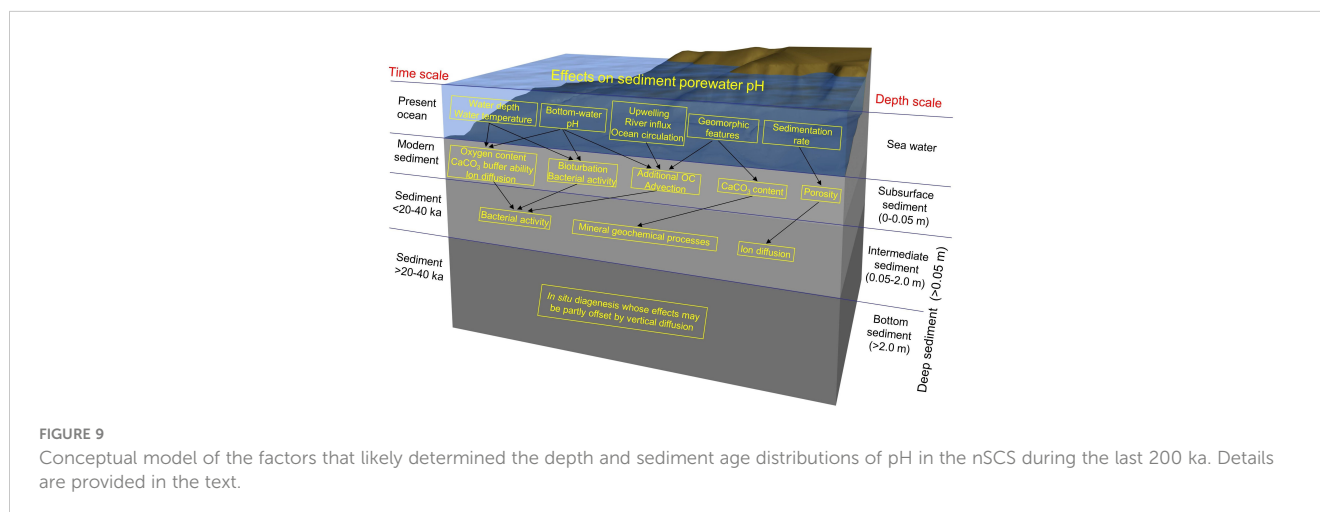 Effects on sediment porewater pH
Time scale
Depth scale
Present
ocean
Water depth
Water temperature
Bottom-water
pH
Upwelling
River influx
Ocean circulation
Geomorphic
features
Sedimentation
rate
Sea water
Modern
sediment
Oxygen content
CaCO₃ buffer ability
Ion diffusion
Bioturbation
Bacterial activity
Additional OC
Advection
CaCO₃ content
Porosity
Subsurface
sediment
(0-0.05 m)
Sediment
<20-40 ka
Bacterial activity
Mineral geochemical processes
Ion diffusion
Intermediate
sediment
(0.05-2.0 m)
Sediment
>20-40 ka
In situ diagenesis whose effects may
be partly offset by vertical diffusion
Bottom
sediment
(>2.0 m)
Deep sediment (>0.05 m)
FIGURE 9
Conceptual model of the factors that likely determined the depth and sediment age distributions of pH in the nSCS during the last 200 ka. Details
are provided in the text.